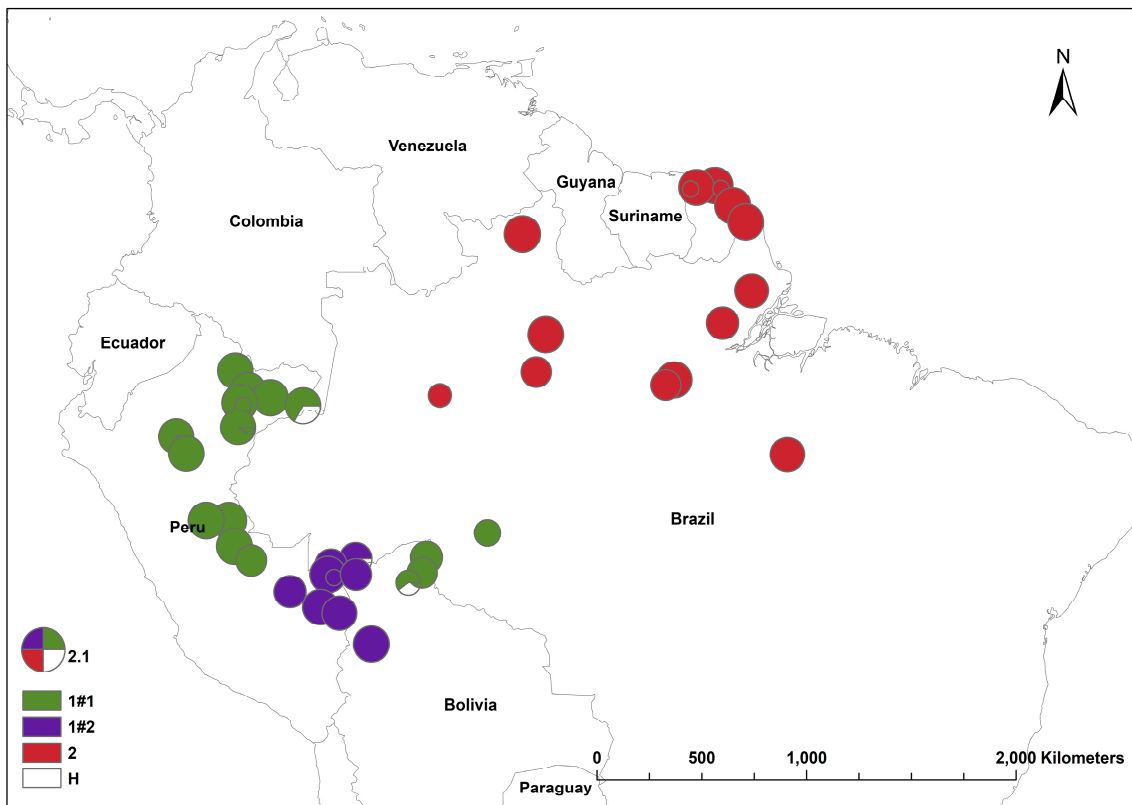 N
Venezuela
Guyana
Suriname
Colombia
Ecuador
Peru
Brazil
2.1
1#1
1#2
2
H
Bolivia
0 500 1,000 2,000 Kilometers
Paraguay